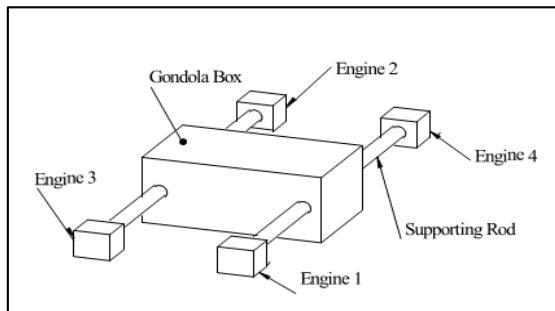 Engine 2
Gondola Box
Engine 4
Engine 3
Supporting Rod
Engine 1